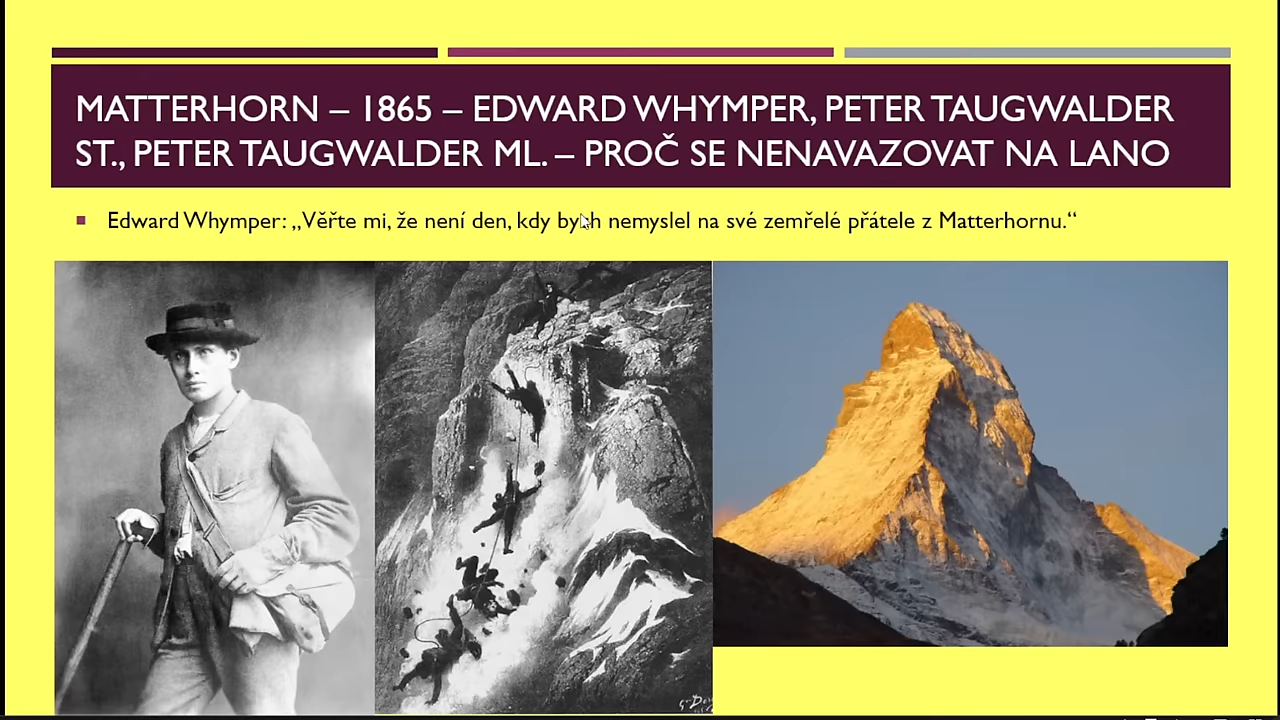 MATTERHORN – 1865 – EDWARD WHYMPER, PETER TAUGWALDER
ST., PETER TAUGWALDER ML. – PROČ SE NENAVAZOVAT NA LANO
Edward Whymper: „Věřte mi, že není den, kdy bych nemyslel na své zemřelé přátele z Matterhornu.“